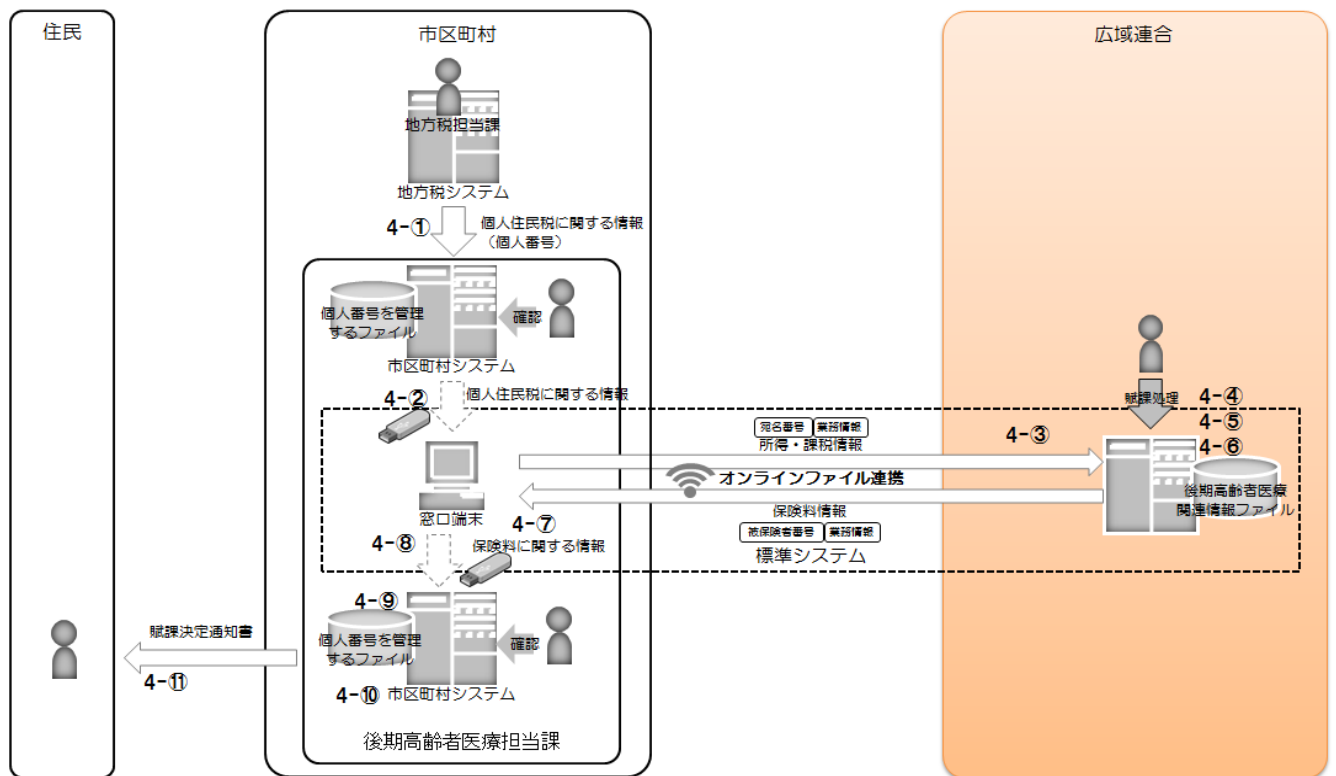 住民
市区町村
広域連合
地方税担当課
地方税システム
4-①
個人住民税に関する情報
（個人番号）
個人番号を管理
するファイル
確認
市区町村システム
4-②
個人住民税に関する情報
賦課処理
4-④
4-⑤
4-⑥
宛名番号
業務情報
所得・課税情報
4-③
オンラインファイル連携
後期高齢者医療
関連情報ファイル
窓口端末
4-⑦
保険料情報
被保険者番号
業務情報
標準システム
4-⑧
保険料に関する情報
4-⑨
個人番号を管理
するファイル
確認
4-⑩
市区町村システム
賦課決定通知書
4-⑪
後期高齢者医療担当課